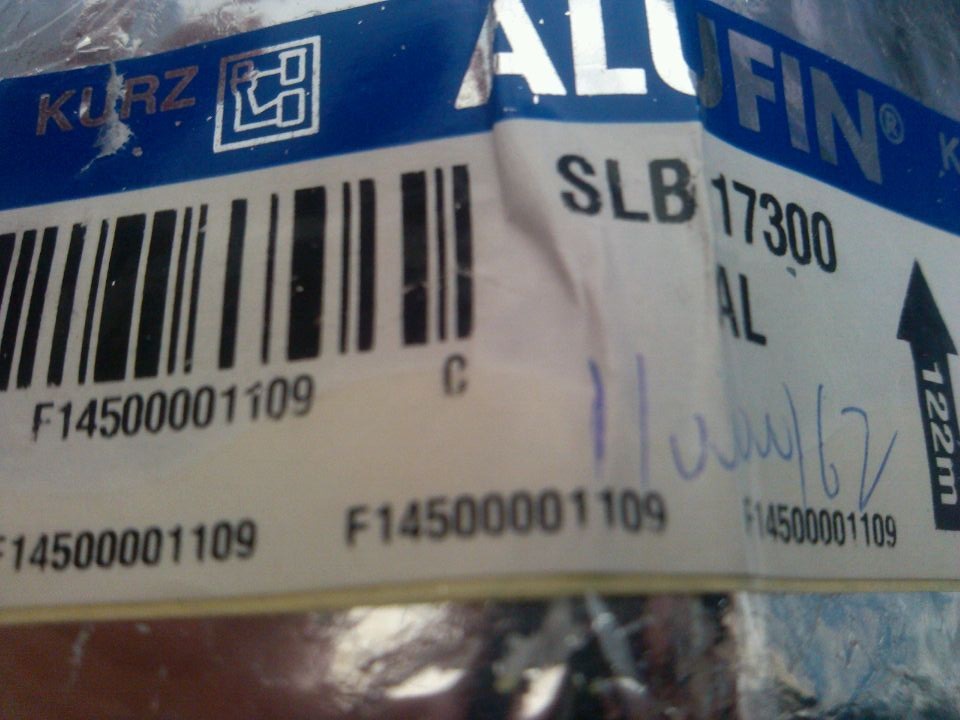 KURZ ALUFIN® K
SLB 17300
AL
122m
F14500001109 C
F14500001109 F14500001109 F14500001109